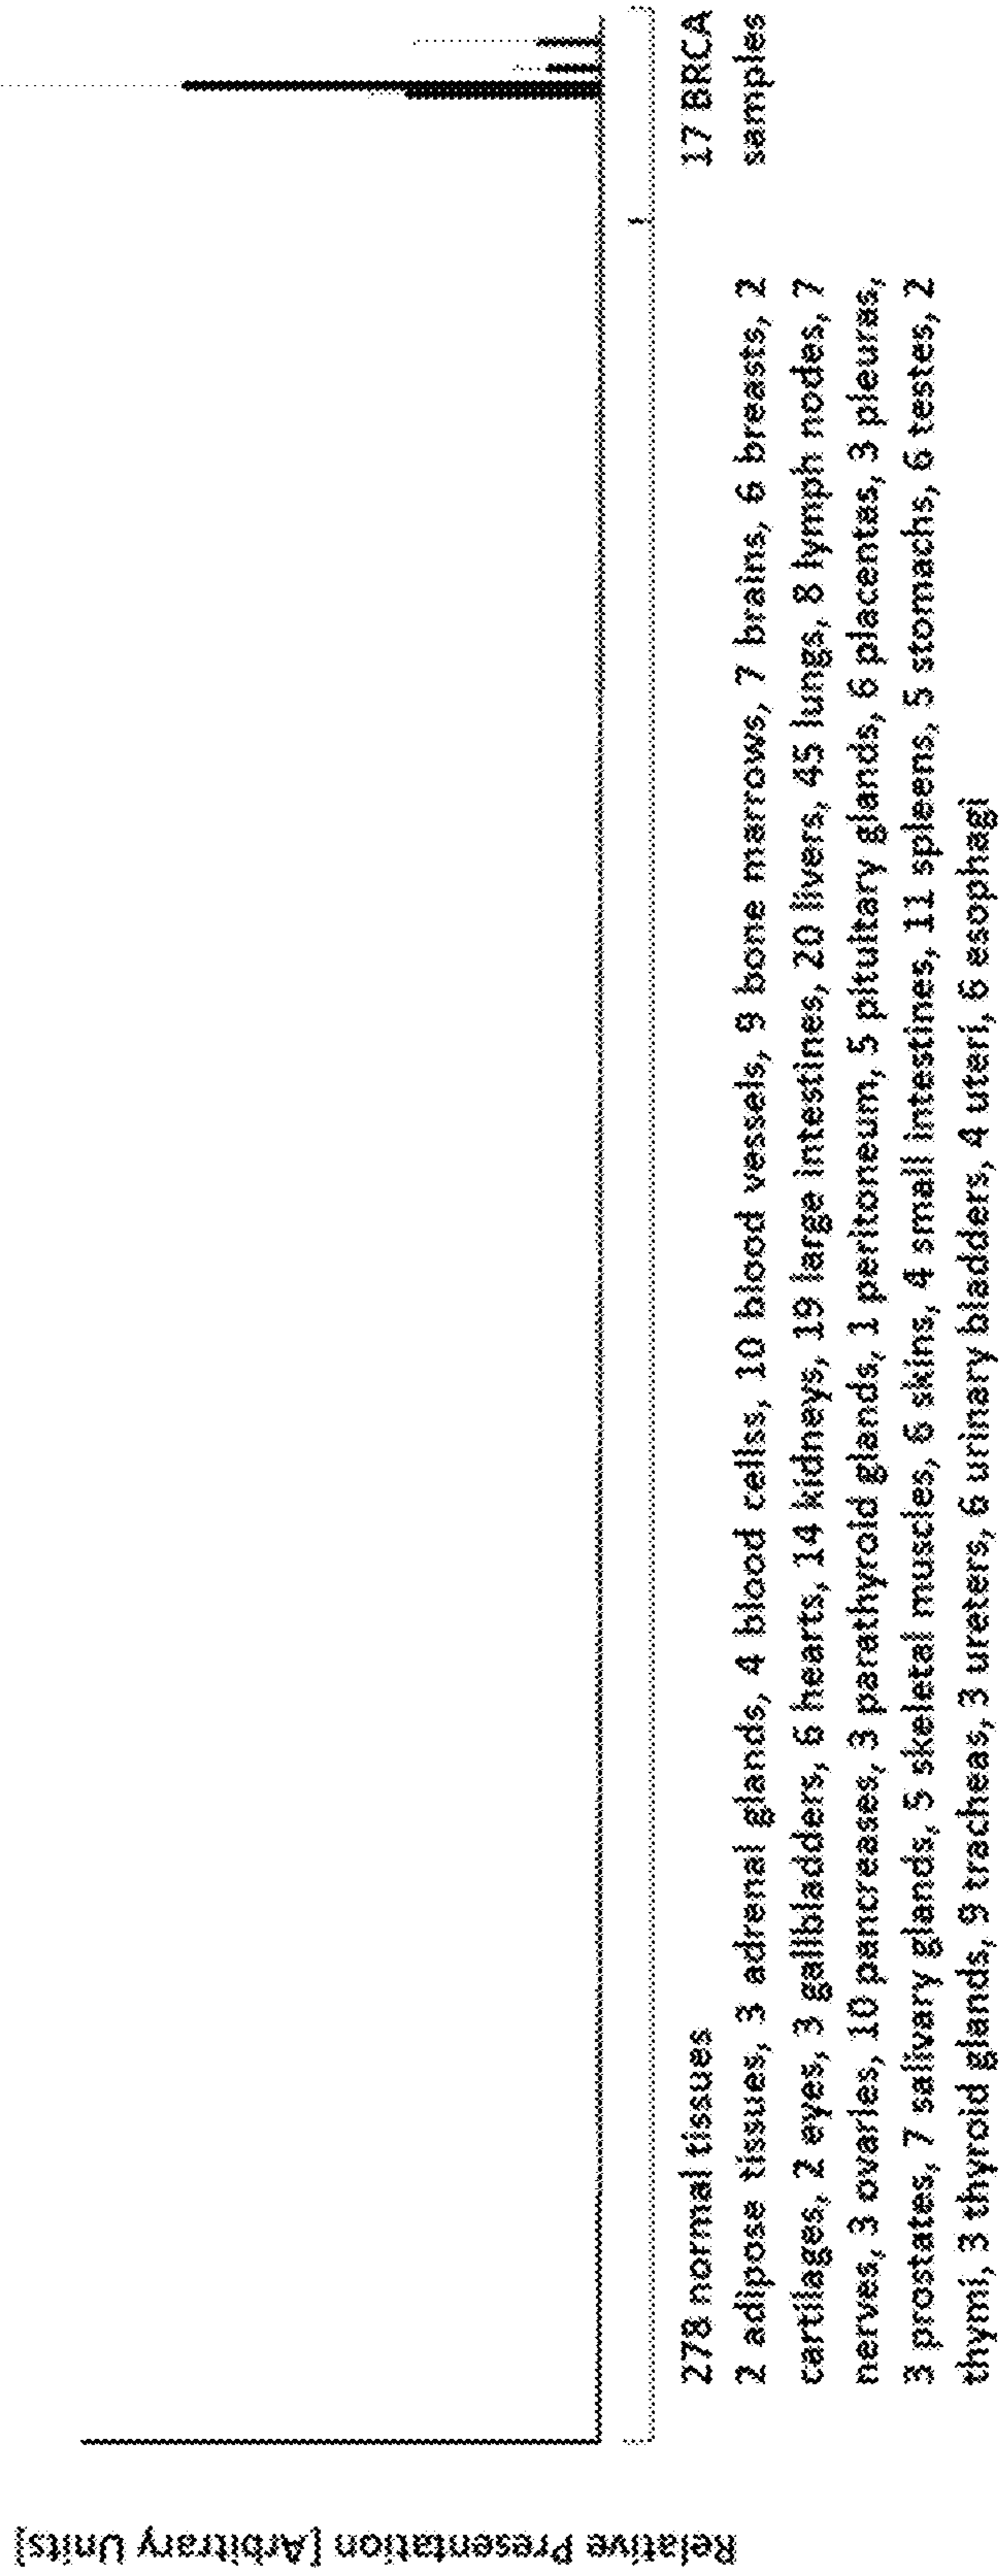 Relative Presentation [Arbitrary Units]
278 normal tissues
17 BRCA
samples
2 adipose tissues, 3 adrenal glands, 4 blood cellss, 10 blood vessels, 9 bone marrows, 7 brains, 6 breasts, 2
cartilages, 2 eyes, 3 gallbladders, 6 hearts, 14 kidneys, 19 large intestines, 20 livers, 45 lungs, 8 lymph nodes, 7
nerves, 3 ovaries, 10 pancreases, 3 parathyroid glands, 1 peritoneum, 5 pituitary glands, 6 placentas, 3 pleuras,
3 prostates, 7 salivary glands, 5 skeletal muscles, 6 skins, 4 small intestines, 11 spleens, 5 stomachs, 6 testes, 2
thymi, 3 thyroid glands, 9 tracheas, 3 ureters, 6 urinary bladders, 4 uteri, 6 esophagi